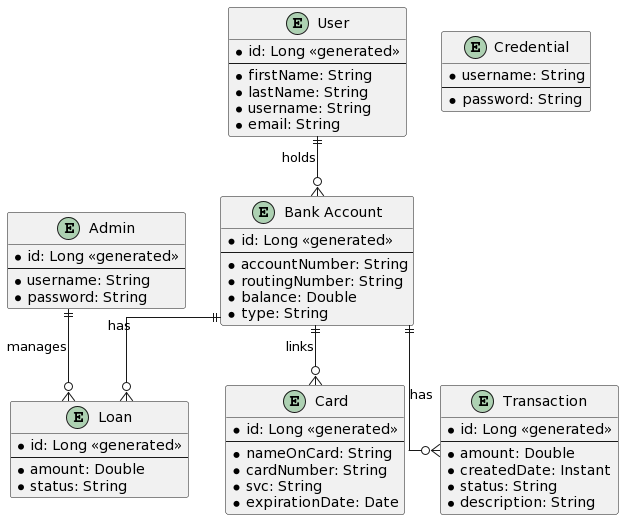 E User
id: Long «generated»
firstName: String
lastName: String
username: String
email: String
E Credential
username: String
password: String
holds
E Bank Account
id: Long «generated»
accountNumber: String
routingNumber: String
balance: Double
type: String
E Admin
id: Long «generated»
username: String
password: String
manages
has
links
has
E Loan
id: Long «generated»
amount: Double
status: String
E Card
id: Long «generated»
nameOnCard: String
cardNumber: String
svc: String
expirationDate: Date
E Transaction
id: Long «generated»
amount: Double
createdDate: Instant
status: String
description: String